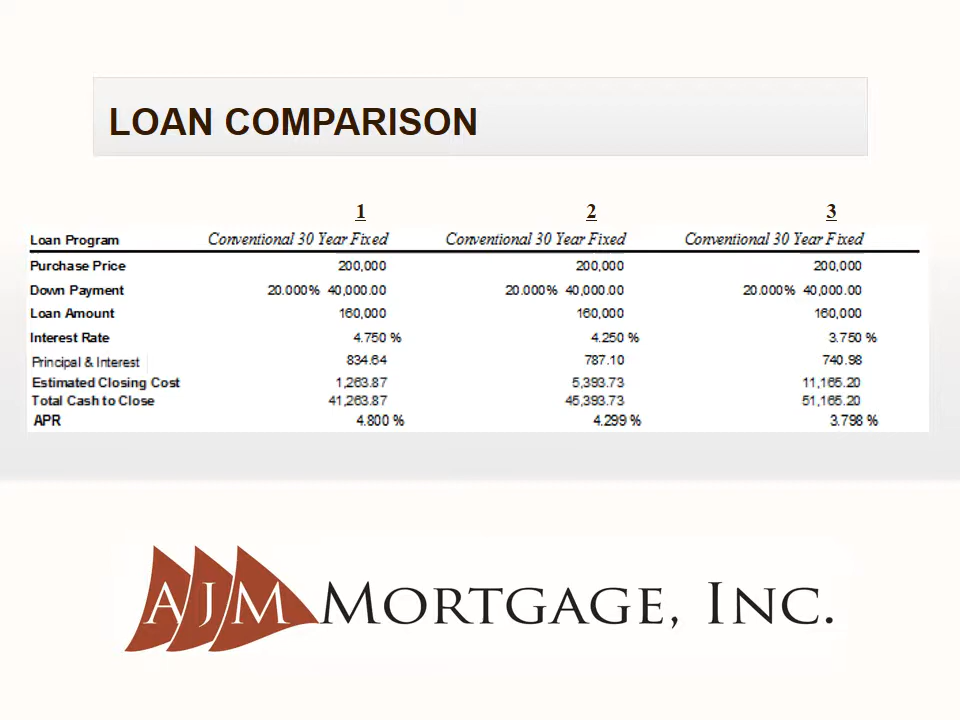 LOAN COMPARISON
1 2 3
Loan Program Conventional 30 Year Fixed Conventional 30 Year Fixed Conventional 30 Year Fixed
Purchase Price 200,000 200,000 200,000
Down Payment 20.000% 40,000.00 20.000% 40,000.00 20.000% 40,000.00
Loan Amount 160,000 160,000 160,000
Interest Rate 4.750 % 4.250 % 3.750 %
Principal & Interest 834.64 787.10 740.98
Estimated Closing Cost 1,263.87 5,393.73 11,165.20
Total Cash to Close 41,263.87 45,393.73 51,165.20
APR 4.800 % 4.299 % 3.798 %
AJM MORTGAGE, INC.